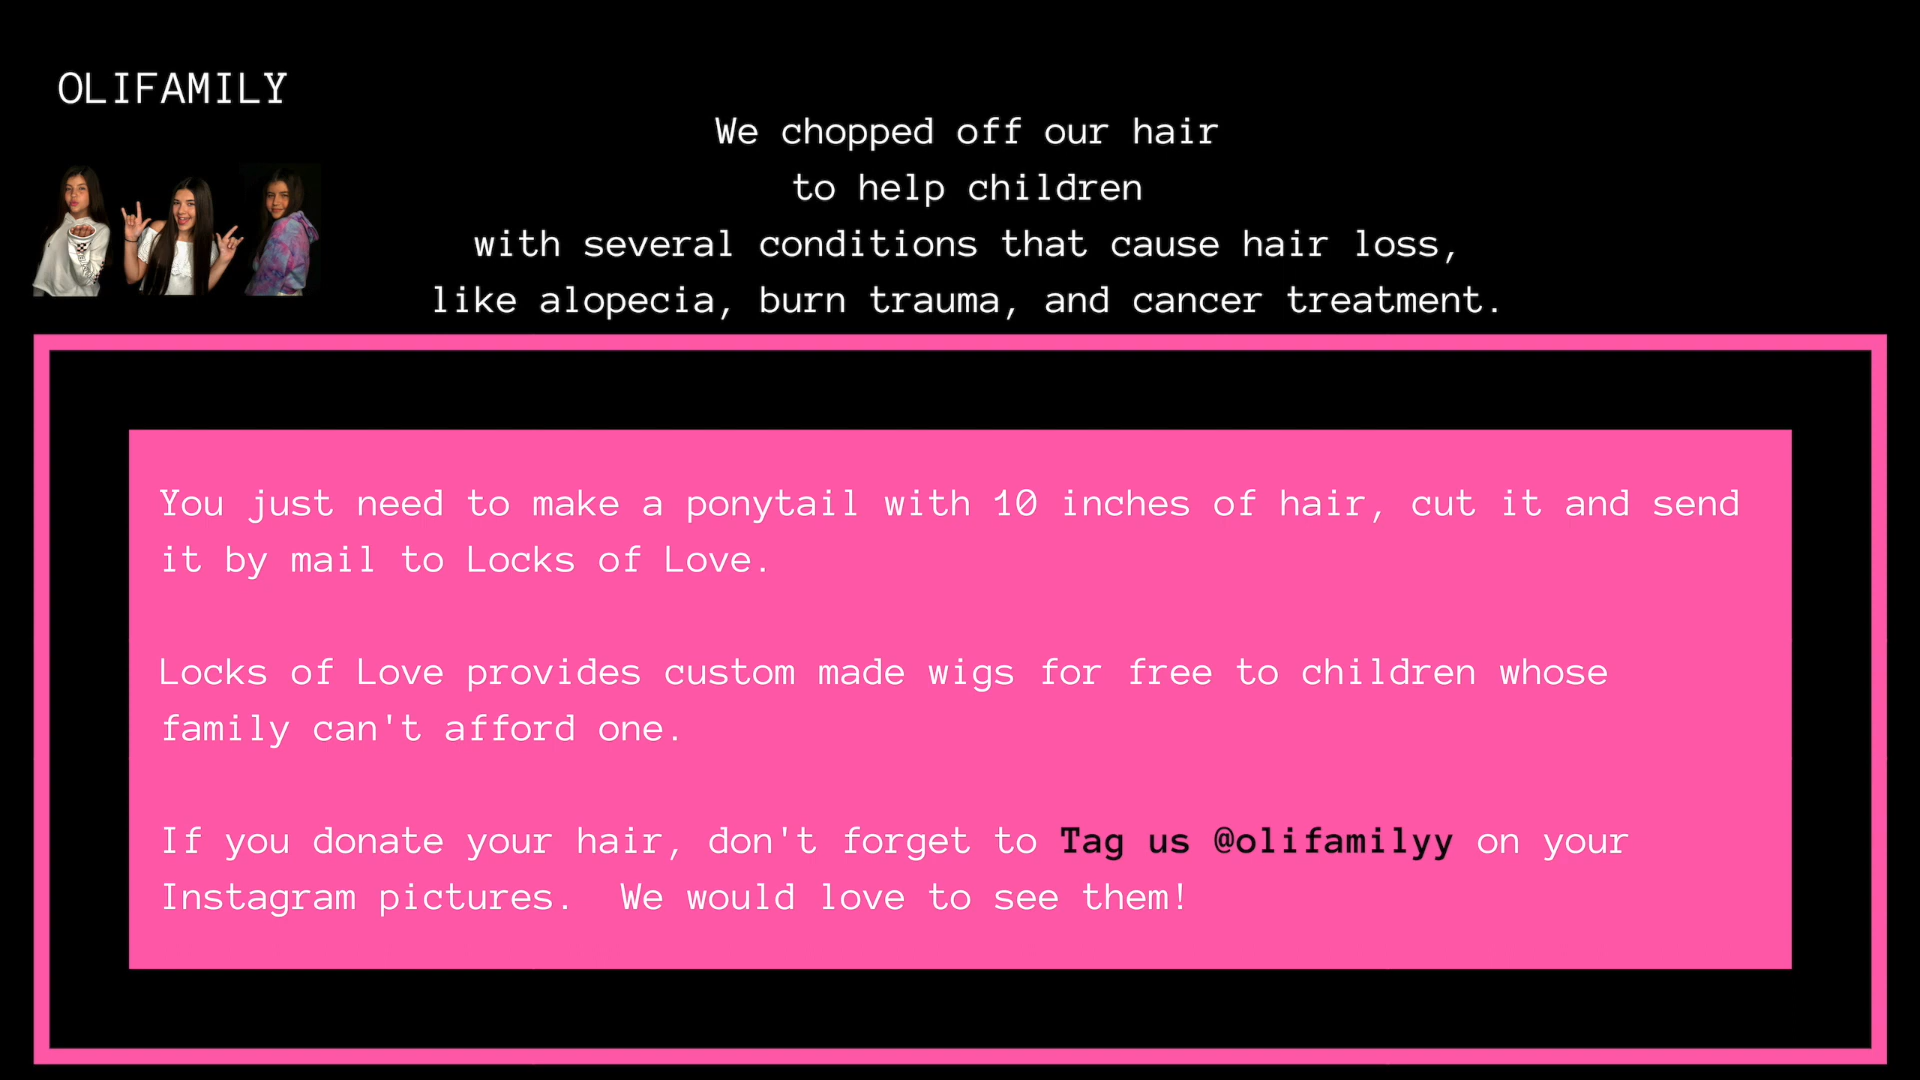 OLIFAMILY
We chopped off our hair
to help children
with several conditions that cause hair loss,
like alopecia, burn trauma, and cancer treatment.
You just need to make a ponytail with 10 inches of hair, cut it and send
it by mail to Locks of Love.
Locks of Love provides custom made wigs for free to children whose
family can't afford one.
If you donate your hair, don't forget to Tag us @olifamilyy on your
Instagram pictures.  We would love to see them!